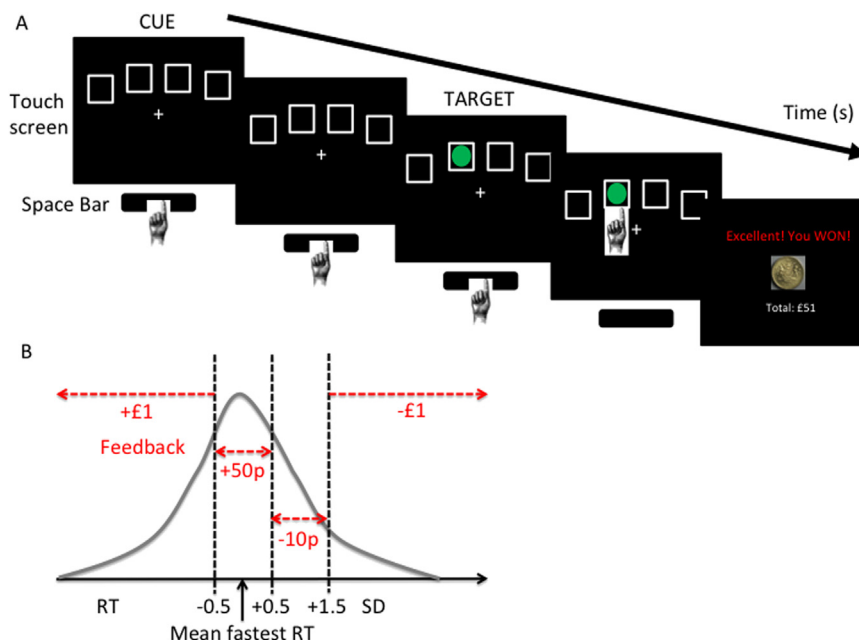 A
CUE
Touch
screen
TARGET
Time (s)
Space Bar
Excellent! You WON!
Total: £51
B
+£1
-£1
Feedback
+50p
-10p
RT
-0.5
+0.5
+1.5
SD
Mean fastest RT